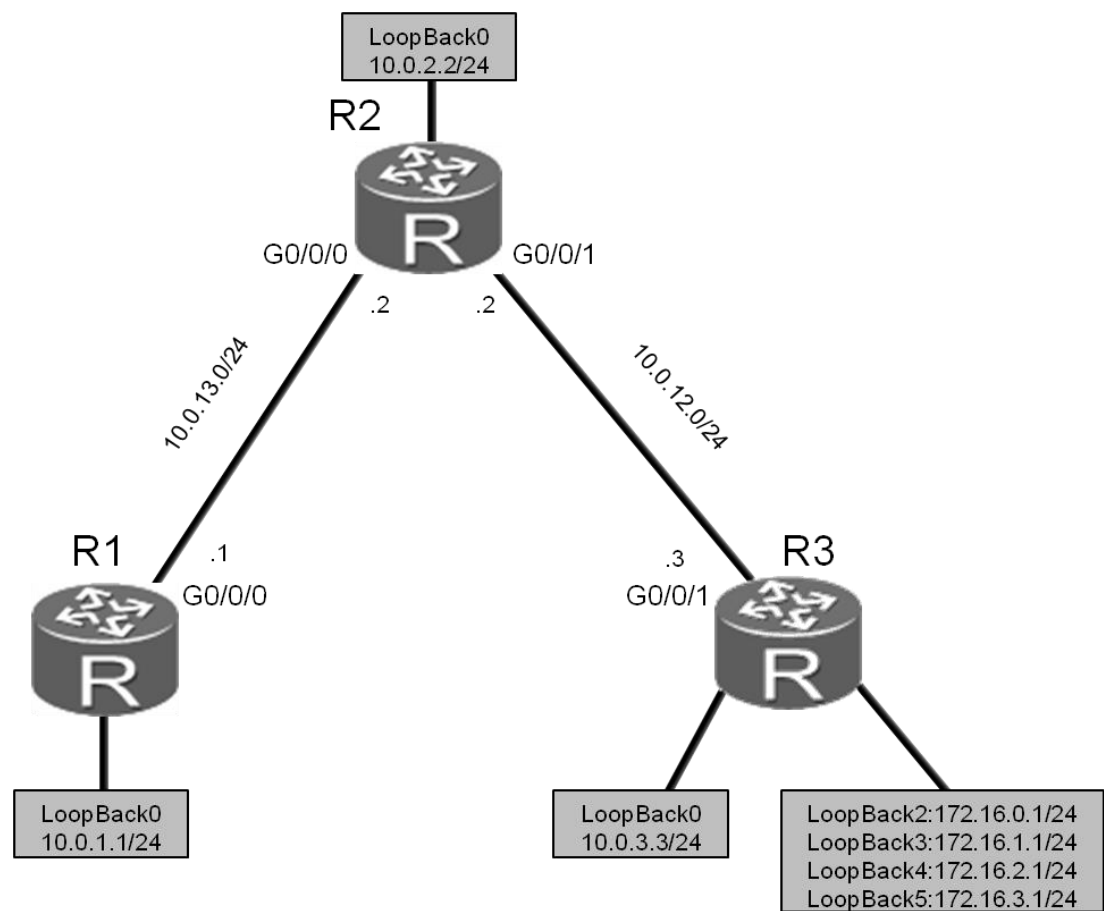 LoopBack0
10.0.2.2/24
R2
R
G0/0/0
G0/0/1
.2
.2
10.0.13.0/24
10.0.12.0/24
R1
.1
G0/0/0
R
R3
.3
G0/0/1
R
LoopBack0
10.0.1.1/24
LoopBack0
10.0.3.3/24
LoopBack2:172.16.0.1/24
LoopBack3:172.16.1.1/24
LoopBack4:172.16.2.1/24
LoopBack5:172.16.3.1/24